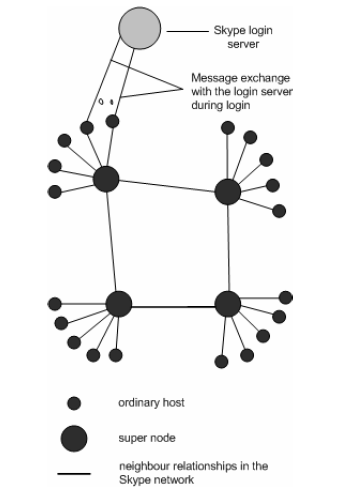 Skype login
server
Message exchange
with the login server
during login
ordinary host
super node
neighbour relationships in the
Skype network